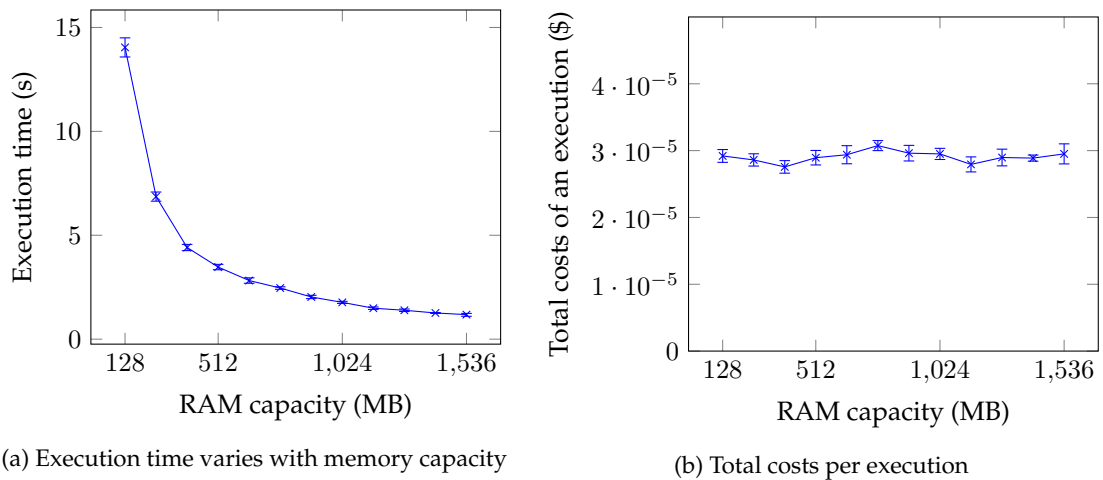 15
10
5
0
128
512
1,024
1,536
Execution time (s)
RAM capacity (MB)
(a) Execution time varies with memory capacity
4 · 10⁻⁵
3 · 10⁻⁵
2 · 10⁻⁵
1 · 10⁻⁵
0
128
512
1,024
1,536
Total costs of an execution ($)
RAM capacity (MB)
(b) Total costs per execution